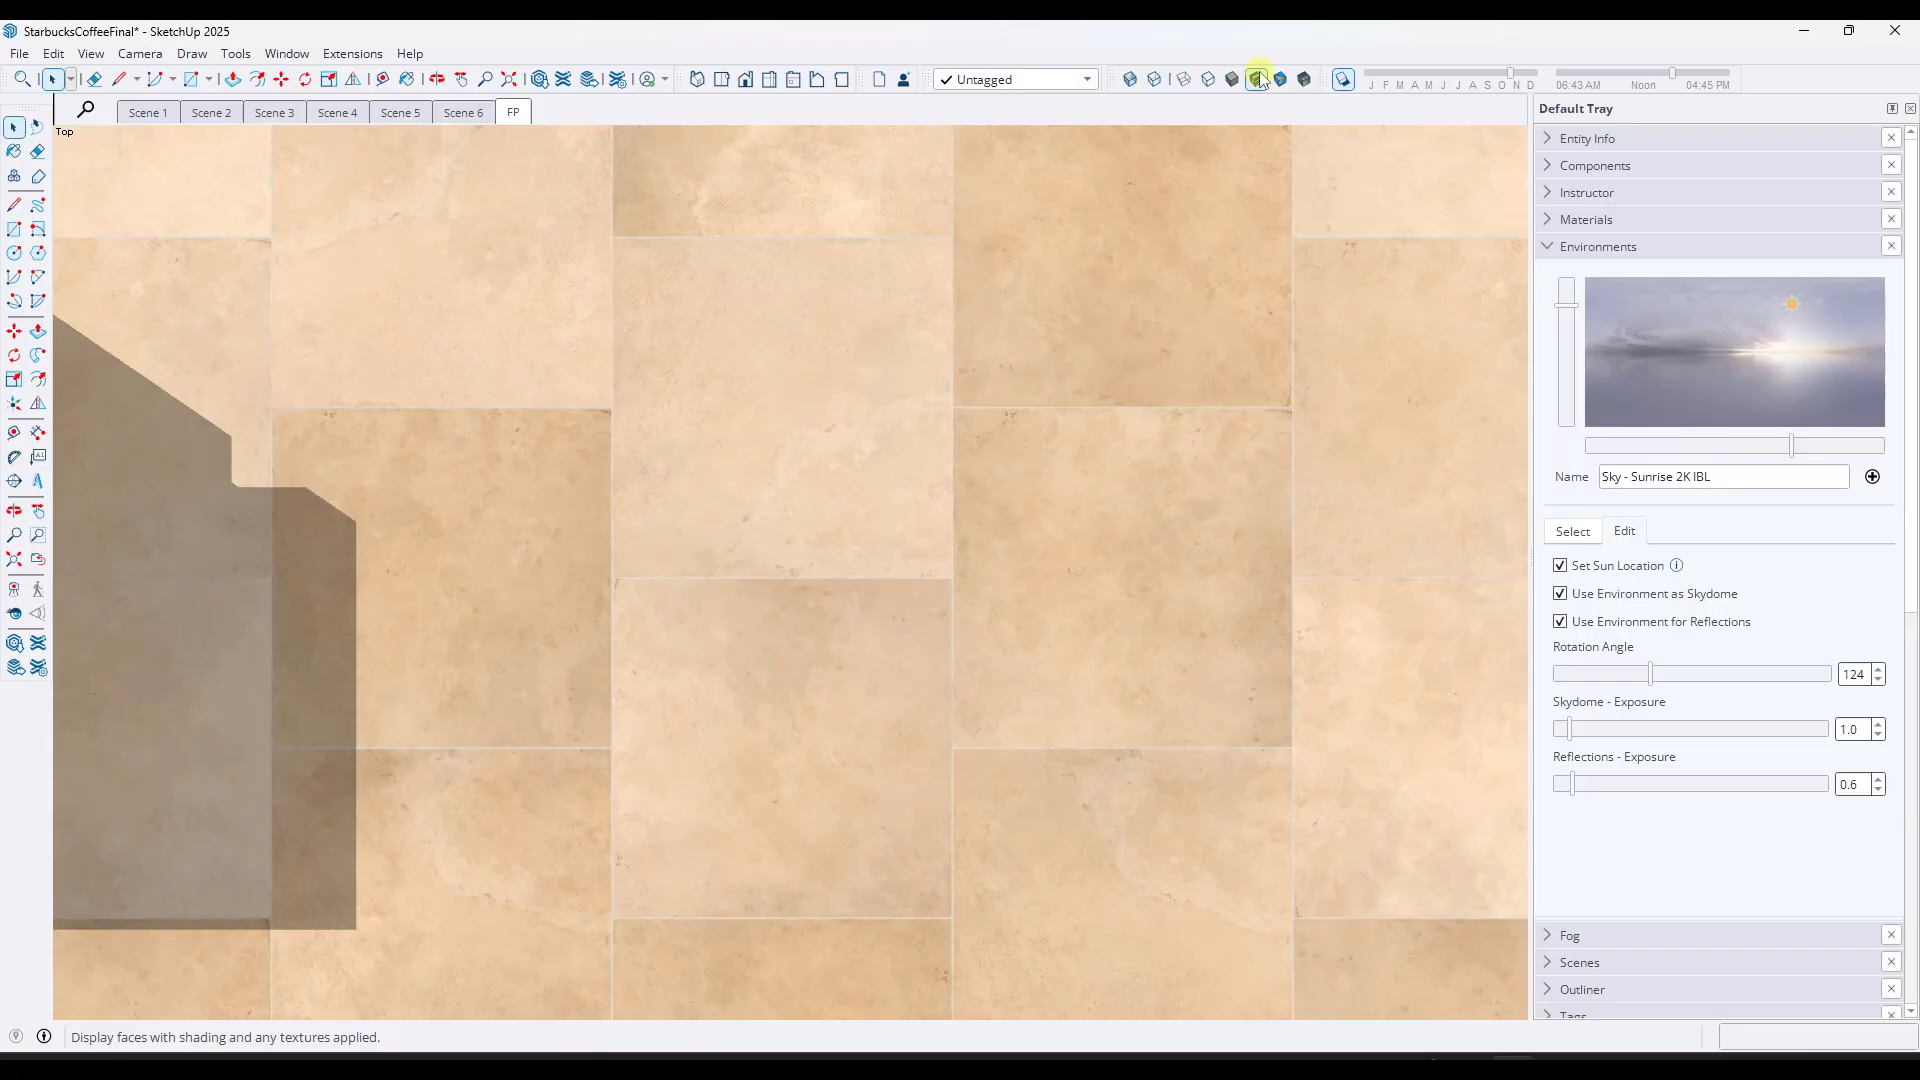 StarbucksCoffeeFinal* - SketchUp 2025
File Edit View Camera Draw Tools Window Extensions Help
Untagged
J F M A M J J A S O N D 06:43 AM Noon 04:45 PM
Scene 1 Scene 2 Scene 3 Scene 4 Scene 5 Scene 6 FP
Top
Default Tray
Entity Info
Components
Instructor
Materials
Environments
Name Sky - Sunrise 2K IBL
Select Edit
Set Sun Location
Use Environment as Skydome
Use Environment for Reflections
Rotation Angle
124
Skydome - Exposure
1.0
Reflections - Exposure
0.6
Fog
Scenes
Outliner
Tags
Display faces with shading and any textures applied.